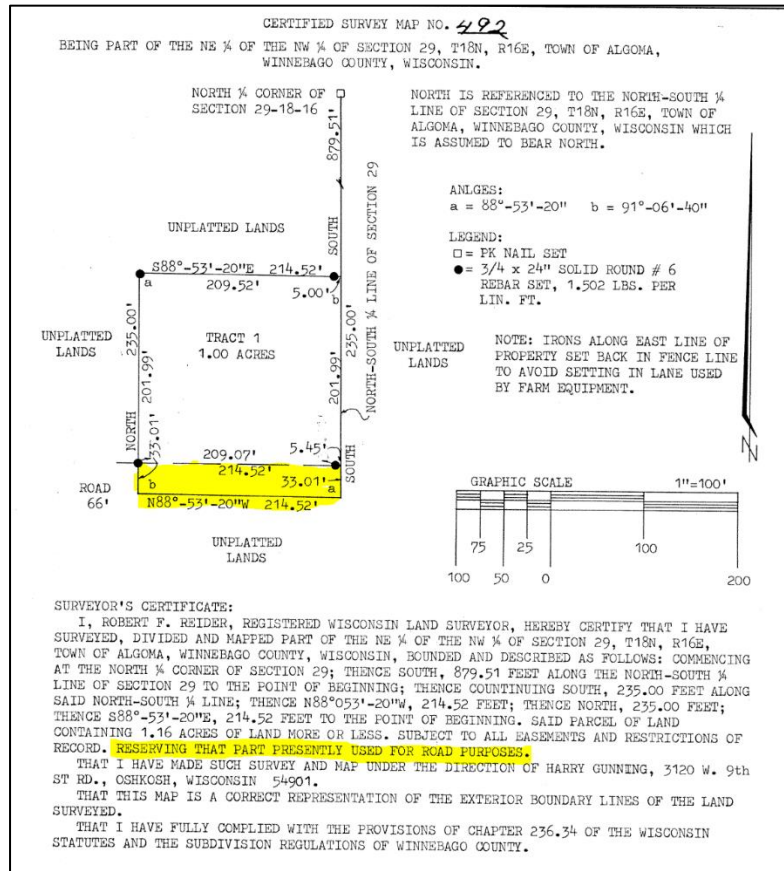 CERTIFIED SURVEY MAP NO. 492
BEING PART OF THE NE ¼ OF THE NW ¼ OF SECTION 29, T18N, R16E, TOWN OF ALGOMA,
WINNEBAGO COUNTY, WISCONSIN.
NORTH ¼ CORNER OF
SECTION 29-18-16
879.51'
SOUTH
NORTH IS REFERENCED TO THE NORTH-SOUTH ¼
LINE OF SECTION 29, T18N, R16E, TOWN OF
ALGOMA, WINNEBAGO COUNTY, WISCONSIN WHICH
IS ASSUMED TO BEAR NORTH.
ANLGES:
a = 88°-53'-20" b = 91°-06'-40"
LEGEND:
□ = PK NAIL SET
●= 3/4 x 24" SOLID ROUND # 6
REBAR SET, 1.502 LBS. PER
LIN. FT.
NOTE: IRONS ALONG EAST LINE OF
PROPERTY SET BACK IN FENCE LINE
TO AVOID SETTING IN LANE USED
BY FARM EQUIPMENT.
UNPLATTED LANDS
S88°-53'-20"E 214.52'
a
209.52'
5.00'
b
NORTH-SOUTH ¼ LINE OF SECTION 29
UNPLATTED
LANDS
235.00'
201.99'
NORTH
TRACT 1
1.00 ACRES
235.00'
201.99'
UNPLATTED
LANDS
33.01'
209.07'
5.45'
214.52'
SOUTH
b
33.01'
a
ROAD
66'
N88°-53'-20"W 214.52'
UNPLATTED
LANDS
N
GRAPHIC SCALE 1"=100'
75 25 100
100 50 0 200
SURVEYOR'S CERTIFICATE:
I, ROBERT F. REIDER, REGISTERED WISCONSIN LAND SURVEYOR, HEREBY CERTIFY THAT I HAVE
SURVEYED, DIVIDED AND MAPPED PART OF THE NE ¼ OF THE NW ¼ OF SECTION 29, T18N, R16E,
TOWN OF ALGOMA, WINNEBAGO COUNTY, WISCONSIN, BOUNDED AND DESCRIBED AS FOLLOWS: COMMENCING
AT THE NORTH ¼ CORNER OF SECTION 29; THENCE SOUTH, 879.51 FEET ALONG THE NORTH-SOUTH ¼
LINE OF SECTION 29 TO THE POINT OF BEGINNING; THENCE COUNTINUING SOUTH, 235.00 FEET ALONG
SAID NORTH-SOUTH ¼ LINE; THENCE N88°053'-20"W, 214.52 FEET; THENCE NORTH, 235.00 FEET;
THENCE S88°-53'-20"E, 214.52 FEET TO THE POINT OF BEGINNING. SAID PARCEL OF LAND
CONTAINING 1.16 ACRES OF LAND MORE OR LESS. SUBJECT TO ALL EASEMENTS AND RESTRICTIONS OF
RECORD. RESERVING THAT PART PRESENTLY USED FOR ROAD PURPOSES.
THAT I HAVE MADE SUCH SURVEY AND MAP UNDER THE DIRECTION OF HARRY GUNNING, 3120 W. 9th
ST RD., OSHKOSH, WISCONSIN 54901.
THAT THIS MAP IS A CORRECT REPRESENTATION OF THE EXTERIOR BOUNDARY LINES OF THE LAND
SURVEYED.
THAT I HAVE FULLY COMPLIED WITH THE PROVISIONS OF CHAPTER 236.34 OF THE WISCONSIN
STATUTES AND THE SUBDIVISION REGULATIONS OF WINNEBAGO COUNTY.